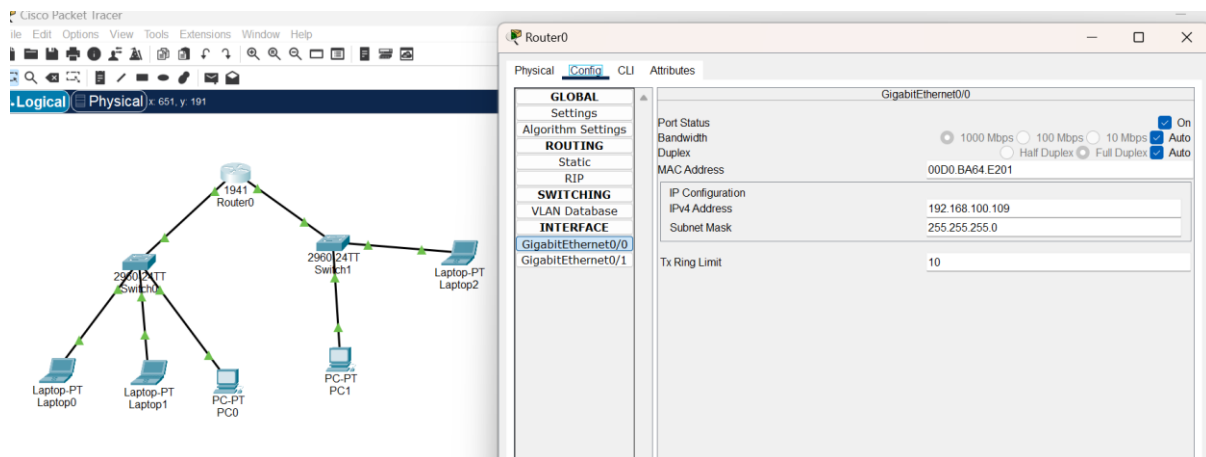 Cisco Packet Tracer
ile Edit Options View Tools Extensions Window Help
Logical Physical x: 651, y: 191
1941
Router0
2960-24TT
Switch0
2960-24TT
Switch1
Laptop-PT
Laptop2
Laptop-PT
Laptop0
Laptop-PT
Laptop1
PC-PT
PC0
PC-PT
PC1
Router0
Physical Config CLI Attributes
GLOBAL
Settings
Algorithm Settings
ROUTING
Static
RIP
SWITCHING
VLAN Database
INTERFACE
GigabitEthernet0/0
GigabitEthernet0/1
GigabitEthernet0/0
Port Status On
Bandwidth 1000 Mbps 100 Mbps 10 Mbps Auto
Duplex Half Duplex Full Duplex Auto
MAC Address 00D0.BA64.E201
IP Configuration
IPv4 Address 192.168.100.109
Subnet Mask 255.255.255.0
Tx Ring Limit 10